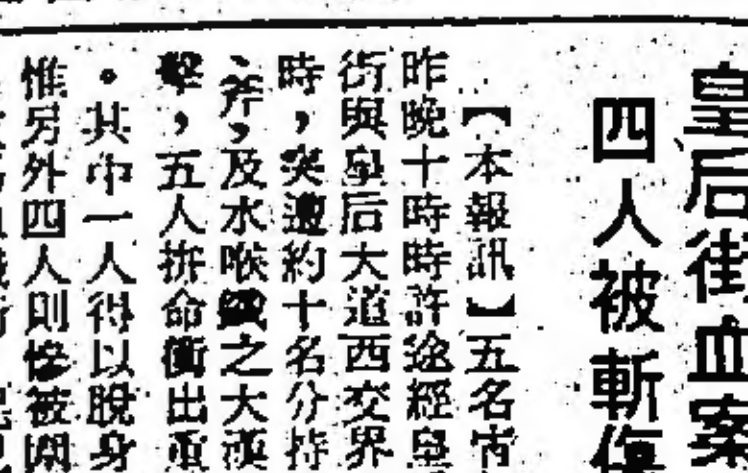 皇后街血案
四人被斬傷
【本報訊】五名
昨晚十時時許途經皇
街與皇后大道西交界
時，突遭約十名分持
、斧，及水喉鐵之大漢
擊，五人拚命衝出重
。其中一人得以脫身
惟另外四人則慘被